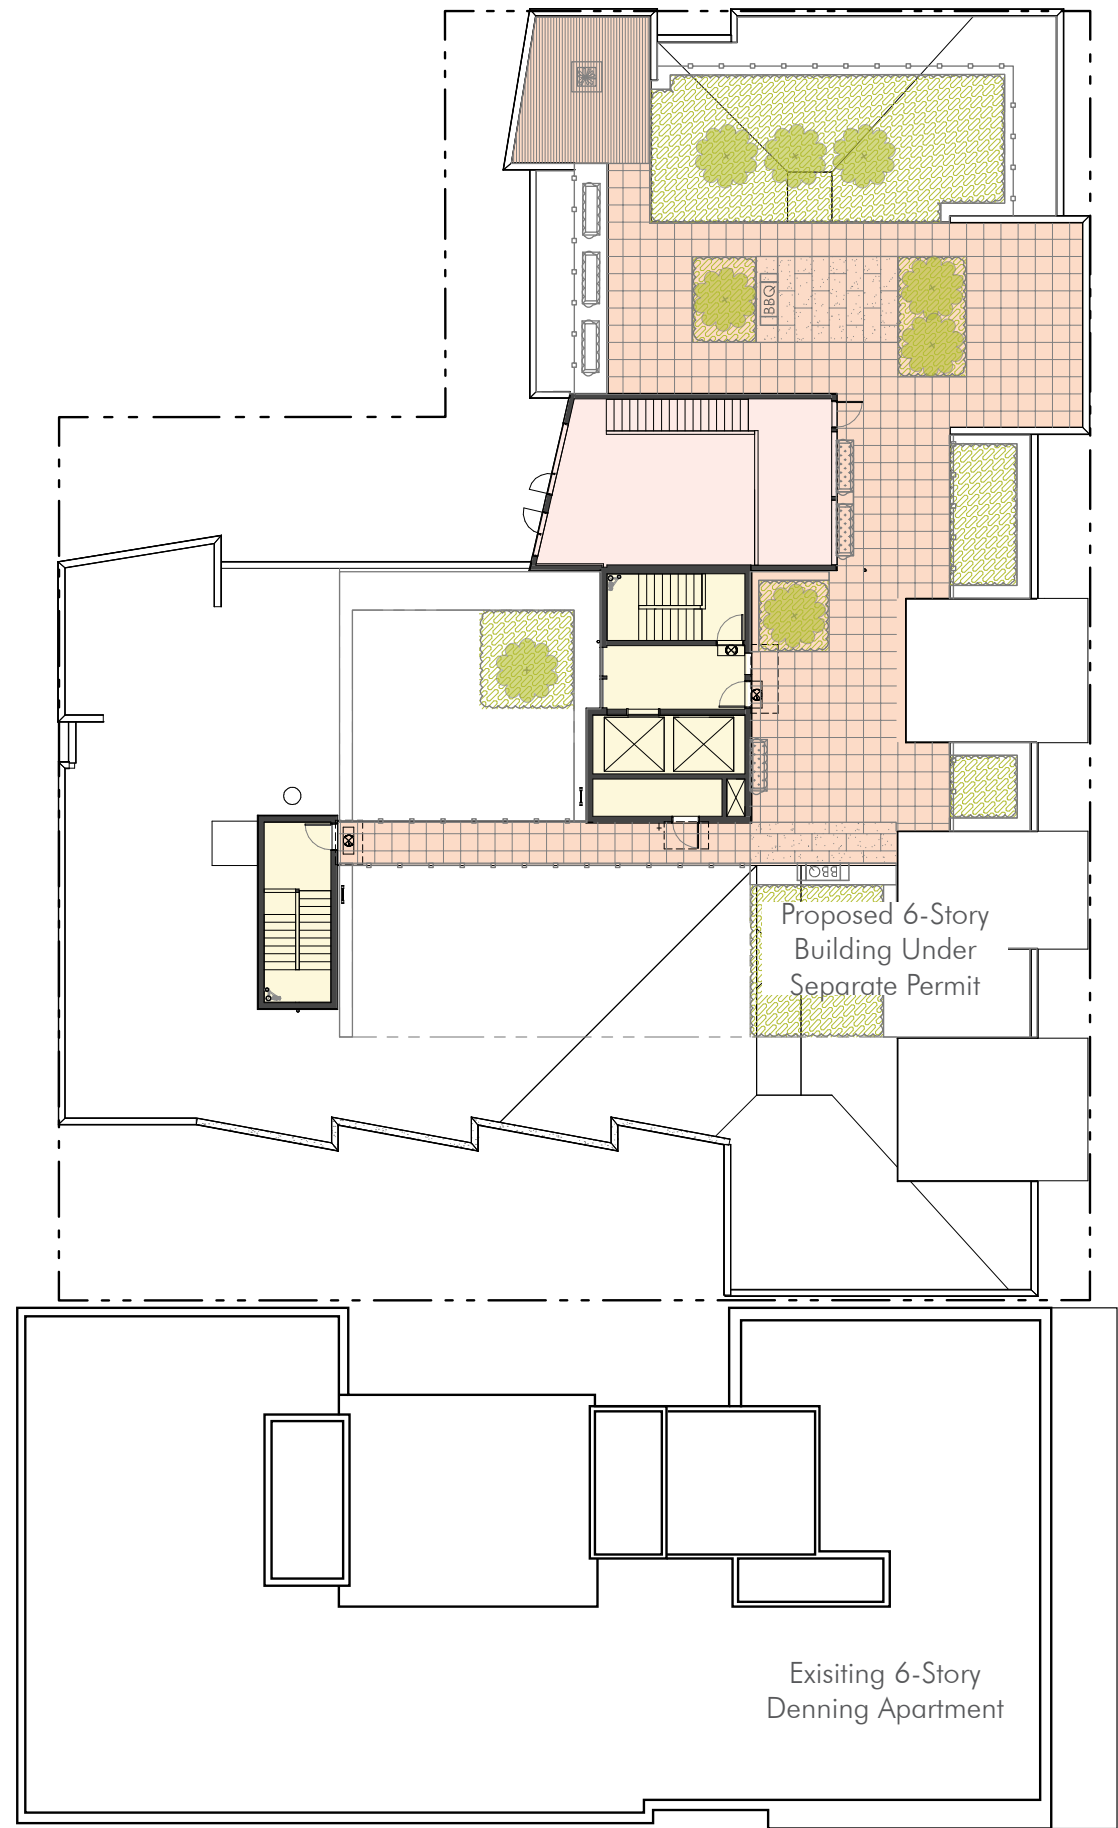 BBQ
BBQ
Proposed 6-Story
Building Under
Separate Permit
Exisiting 6-Story
Denning Apartment